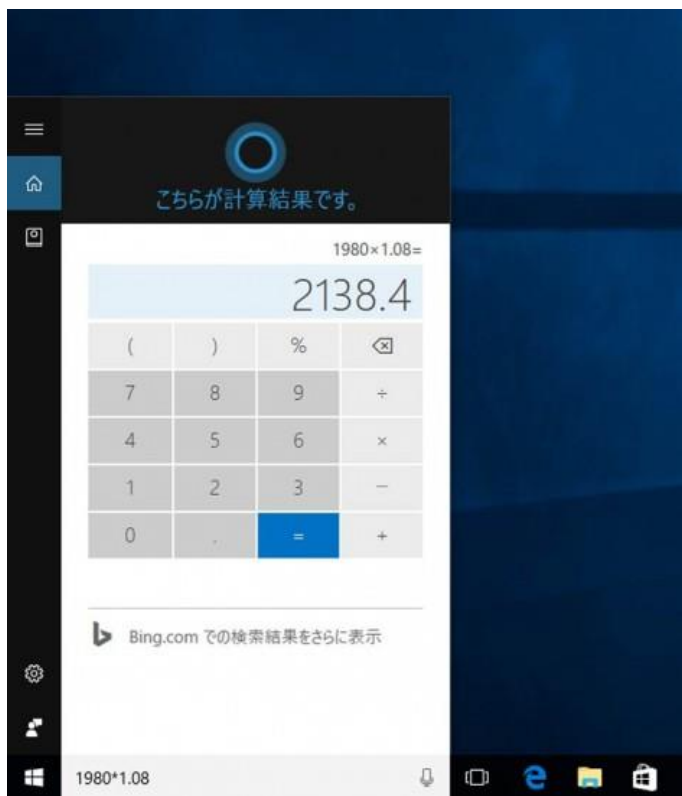 こちらが計算結果です。
1980×1.08=
2138.4
( ) %
7 8 9 ÷
4 5 6 ×
1 2 3 −
0 . = +
Bing.com での検索結果をさらに表示
1980*1.08